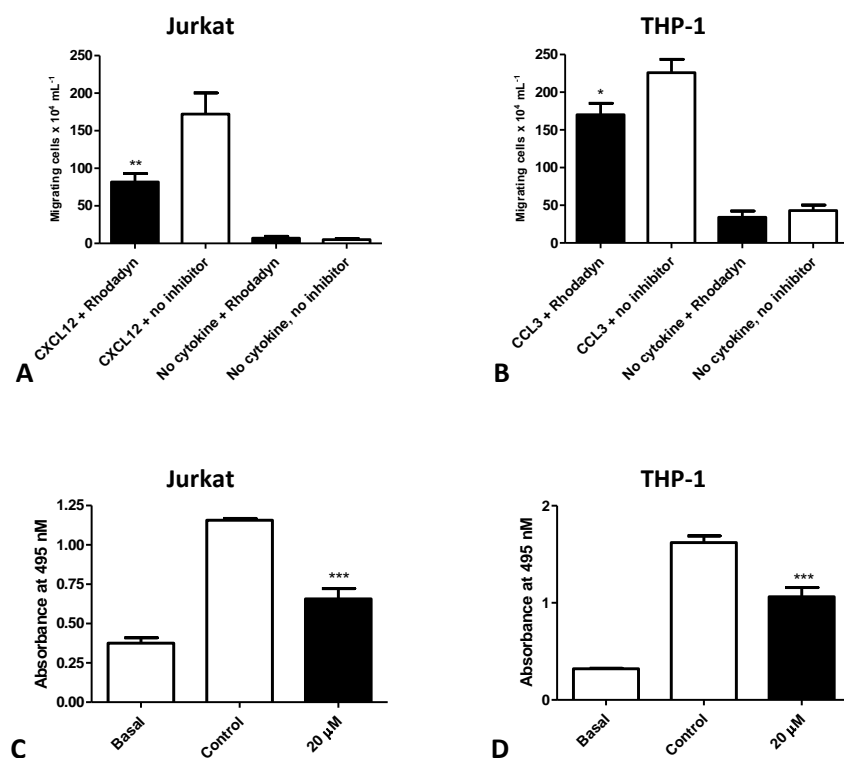 Jurkat
Migrating cells x 10⁴ mL⁻¹
250
200
150
100
50
0
**
CXCL12 + Rhodadyn
CXCL12 + no inhibitor
No cytokine + Rhodadyn
No cytokine, no inhibitor
A
THP-1
Migrating cells x 10⁴ mL⁻¹
250
200
150
100
50
0
*
CCL3 + Rhodadyn
CCL3 + no inhibitor
No cytokine + Rhodadyn
No cytokine, no inhibitor
B
Jurkat
Absorbance at 495 nM
1.25
1.00
0.75
0.50
0.25
0.00
***
Basal
Control
20 µM
C
THP-1
Absorbance at 495 nM
2
1
0
***
Basal
Control
20 µM
D